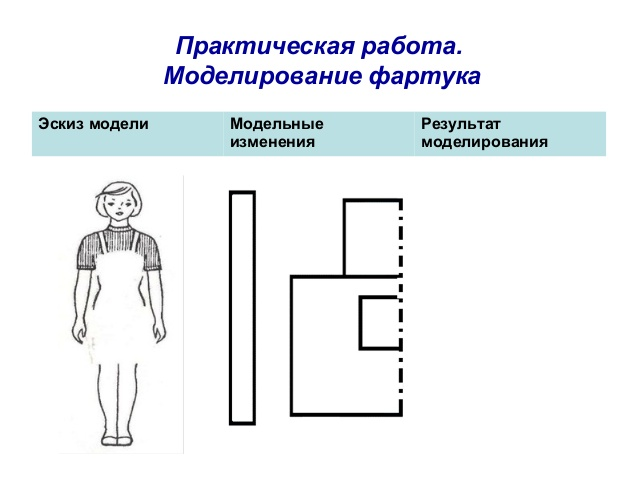 Практическая работа.
Моделирование фартука
Эскиз модели
Модельные
изменения
Результат
моделирования